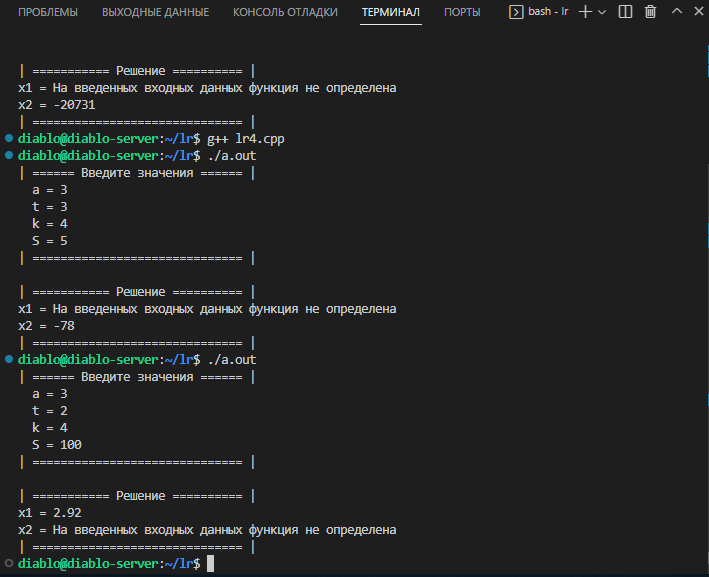 ПРОБЛЕМЫ ВЫХОДНЫЕ ДАННЫЕ КОНСОЛЬ ОТЛАДКИ ТЕРМИНАЛ ПОРТЫ bash - lr
| =========== Решение ========== |
x1 = На введенных входных данных функция не определена
x2 = -20731
| ============================== |
diablo@diablo-server:~/lr$ g++ lr4.cpp
diablo@diablo-server:~/lr$ ./a.out
| ====== Введите значения ====== |
a = 3
t = 3
k = 4
S = 5
| ============================== |
| =========== Решение ========== |
x1 = На введенных входных данных функция не определена
x2 = -78
| ============================== |
diablo@diablo-server:~/lr$ ./a.out
| ====== Введите значения ====== |
a = 3
t = 2
k = 4
S = 100
| ============================== |
| =========== Решение ========== |
x1 = 2.92
x2 = На введенных входных данных функция не определена
| ============================== |
diablo@diablo-server:~/lr$